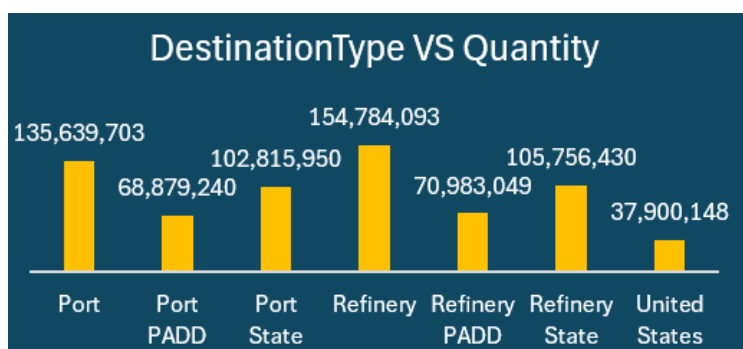 DestinationType VS Quantity
135,639,703
68,879,240
102,815,950
154,784,093
70,983,049
105,756,430
37,900,148
Port
Port
PADD
Port
State
Refinery
Refinery
PADD
Refinery
State
United
States